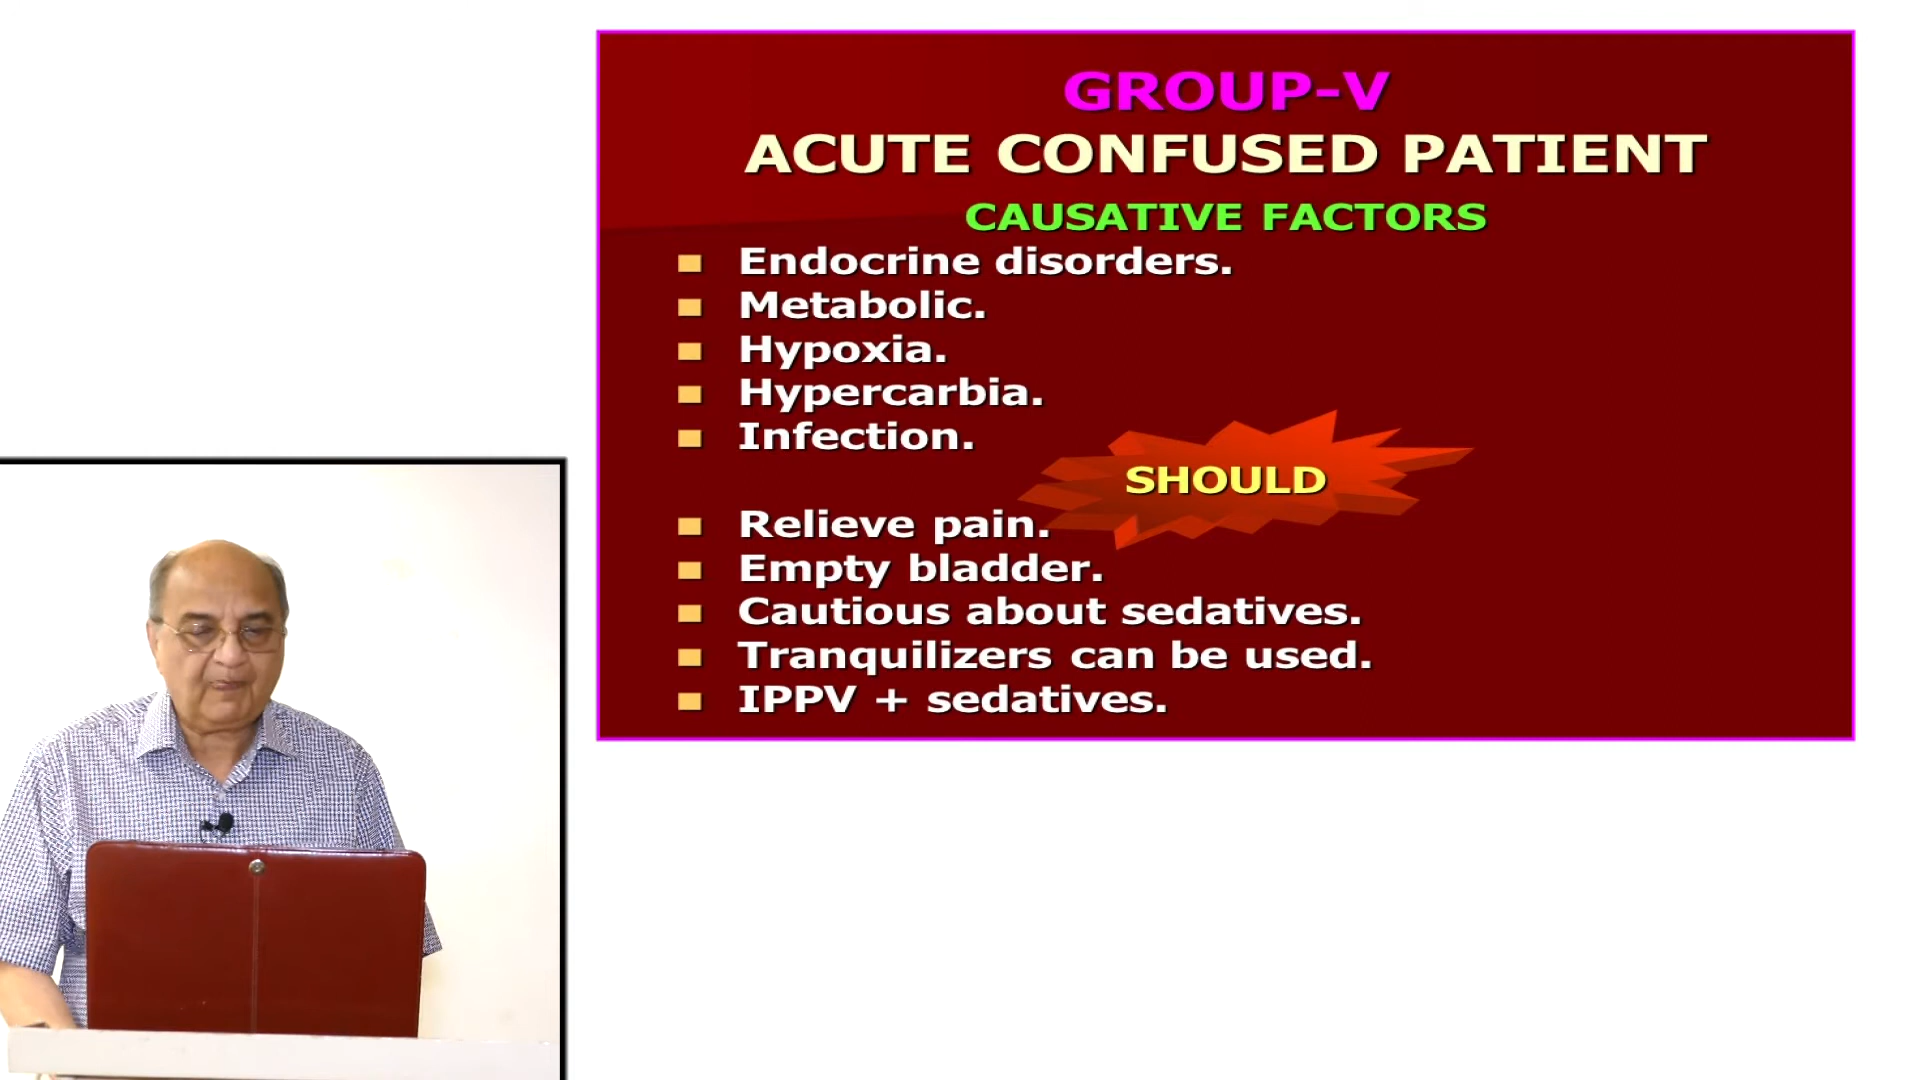 GROUP-V
ACUTE CONFUSED PATIENT
CAUSATIVE FACTORS
Endocrine disorders.
Metabolic.
Hypoxia.
Hypercarbia.
Infection.
SHOULD
Relieve pain.
Empty bladder.
Cautious about sedatives.
Tranquilizers can be used.
IPPV + sedatives.